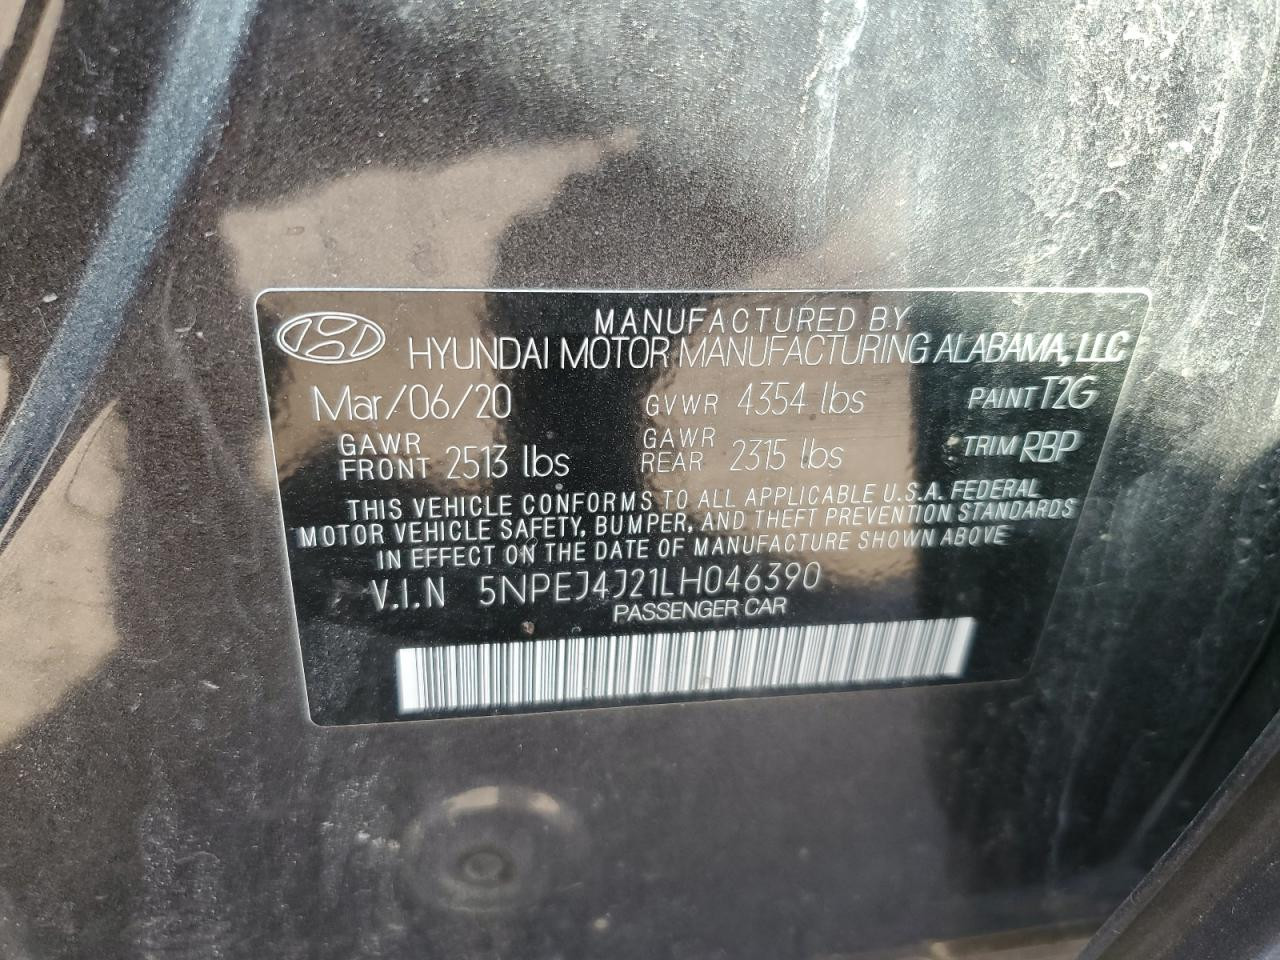 MANUFACTURED BY
HYUNDAI MOTOR MANUFACTURING ALABAMA, LLC
Mar/06/20 GVWR 4354 lbs PAINT T2G
GAWR FRONT 2513 lbs GAWR REAR 2315 lbs TRIM RBP
THIS VEHICLE CONFORMS TO ALL APPLICABLE U.S.A. FEDERAL
MOTOR VEHICLE SAFETY, BUMPER, AND THEFT PREVENTION STANDARDS
IN EFFECT ON THE DATE OF MANUFACTURE SHOWN ABOVE
V.I.N 5NPEJ4J21LH046390
PASSENGER CAR